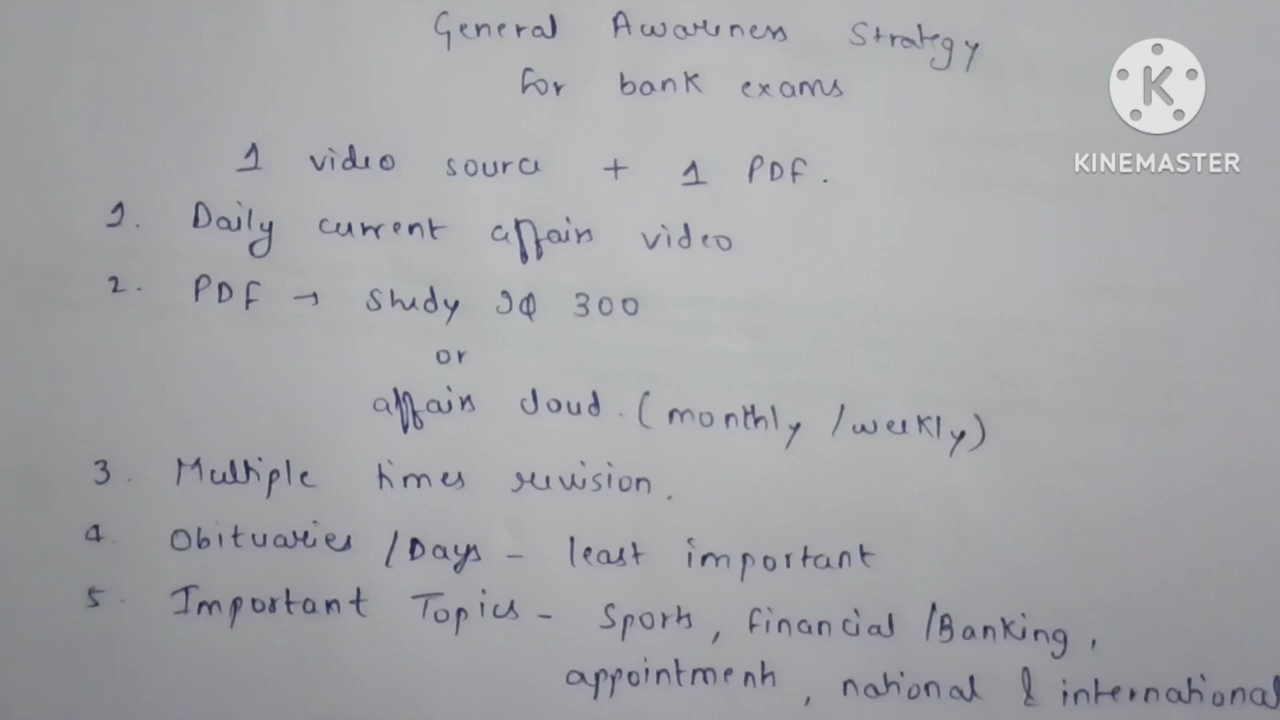 General Awareness Strategy
for bank exams
1 video source + 1 PDF.
1. Daily current affairs video
2. PDF → Study IQ 300
or
affairs cloud. (monthly / weekly)
3. Multiple times revision.
4. Obituaries / Days - least important
5. Important Topics - Sports, financial / Banking,
appointments, national & international
K
KINEMASTER